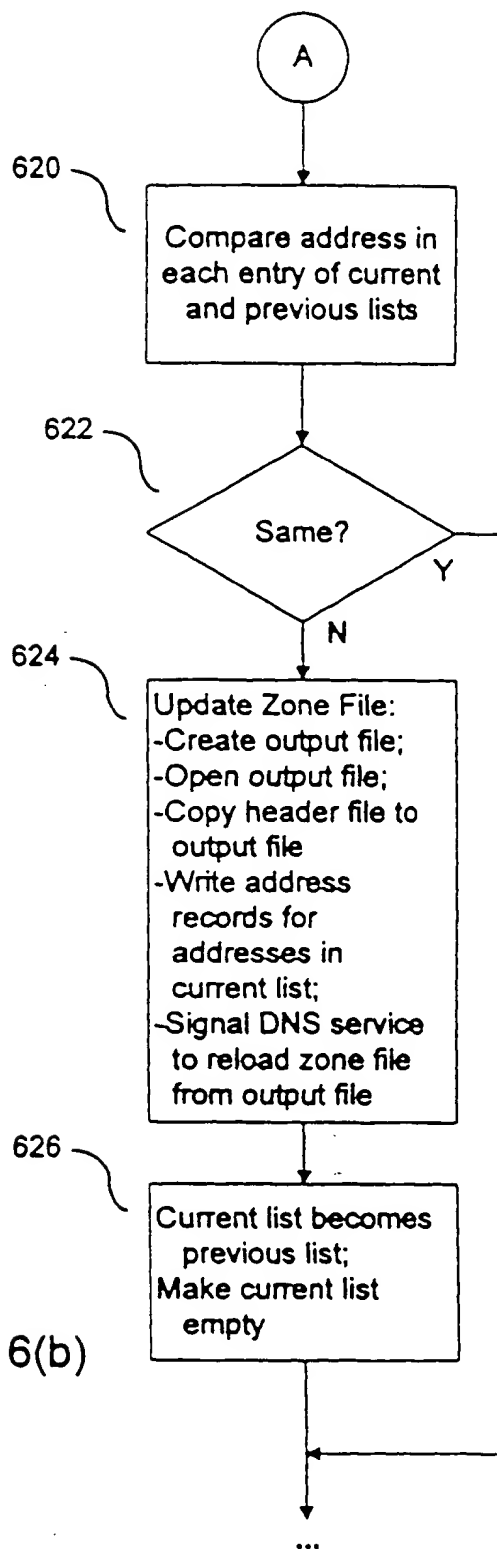 A
620
Compare address in
each entry of current
and previous lists
622
Same?
Y
N
624
Update Zone File:
-Create output file;
-Open output file;
-Copy header file to
output file
-Write address
records for
addresses in
current list;
-Signal DNS service
to reload zone file
from output file
626
Current list becomes
previous list;
Make current list
empty
6(b)
...